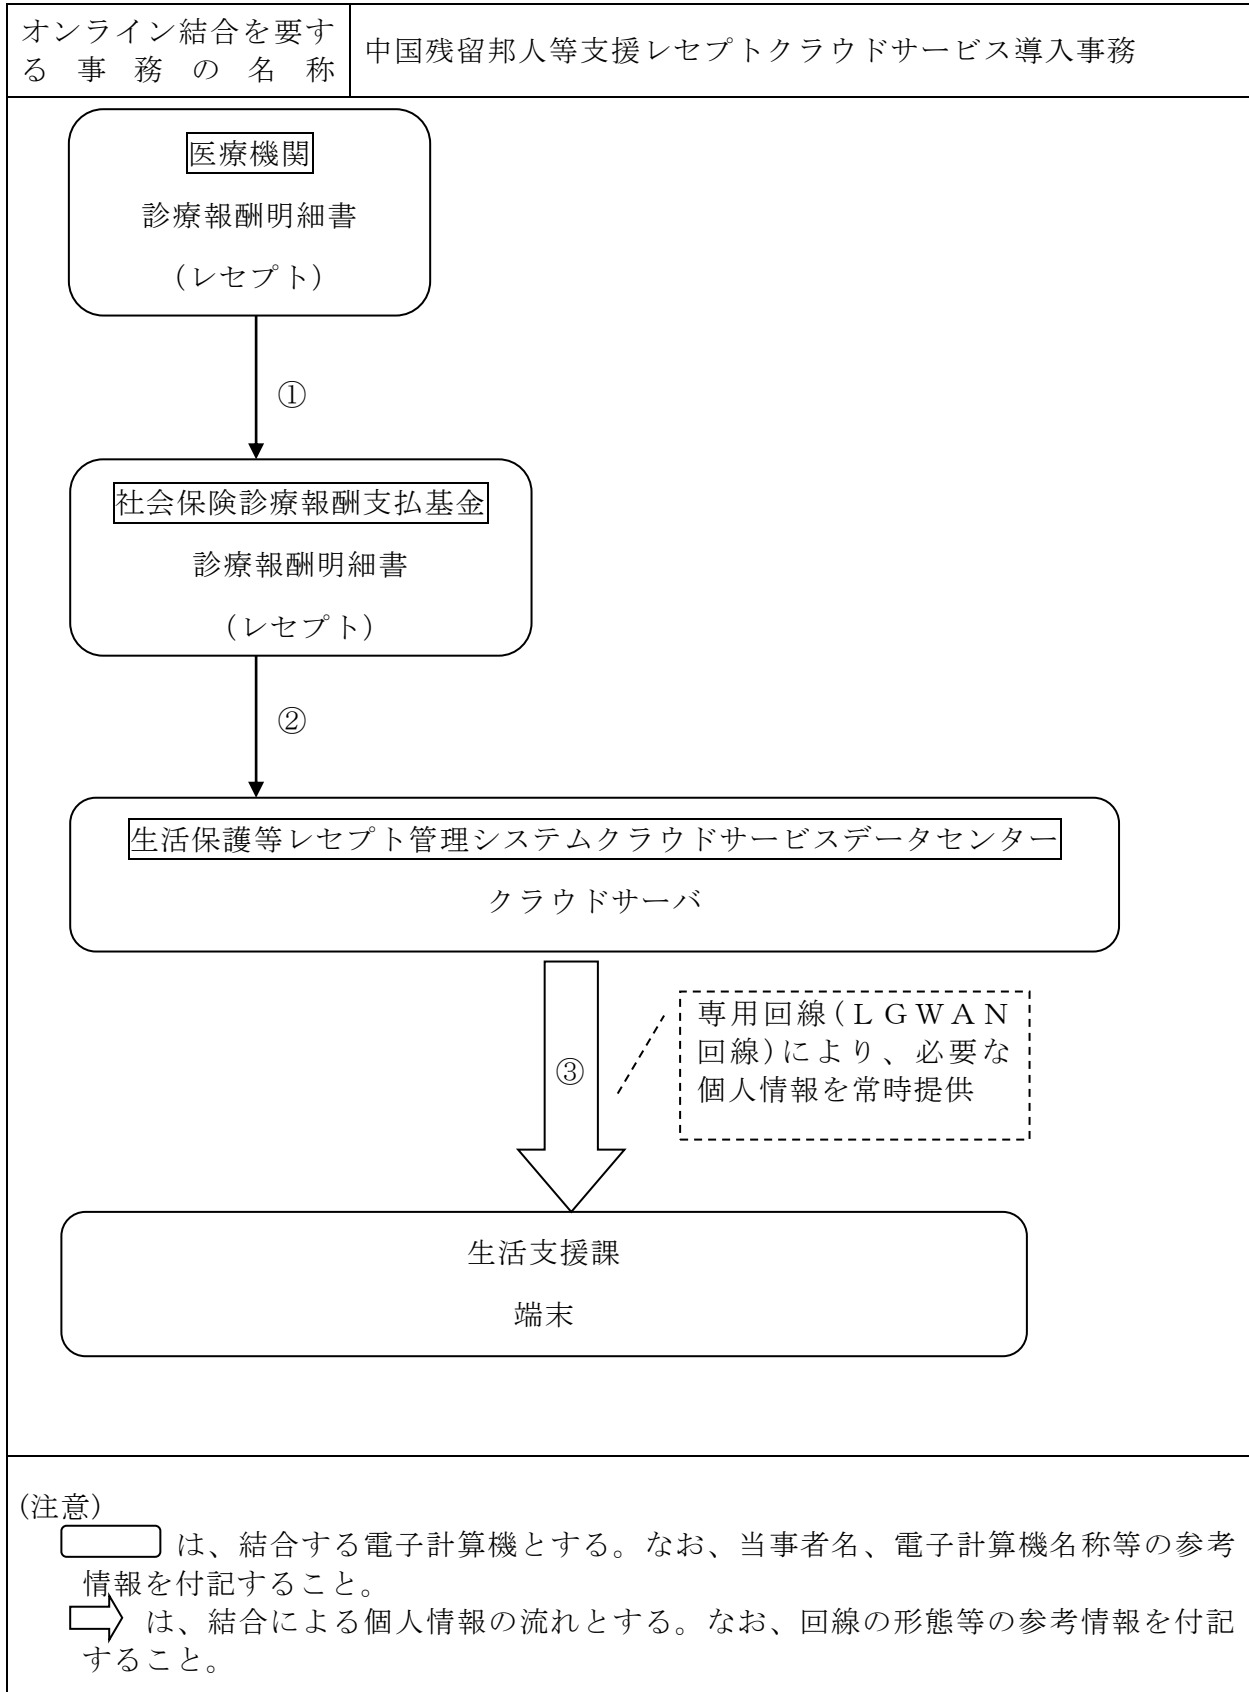 オンライン結合を要す
る事務の名称
中国残留邦人等支援レセプトクラウドサービス導入事務
医療機関
診療報酬明細書
（レセプト）
①
社会保険診療報酬支払基金
診療報酬明細書
（レセプト）
②
生活保護等レセプト管理システムクラウドサービスデータセンター
クラウドサーバ
③
専用回線（ＬＧＷＡＮ
回線）により、必要な
個人情報を常時提供
生活支援課
端末
（注意）
は、結合する電子計算機とする。なお、当事者名、電子計算機名称等の参考
情報を付記すること。
は、結合による個人情報の流れとする。なお、回線の形態等の参考情報を付記
すること。